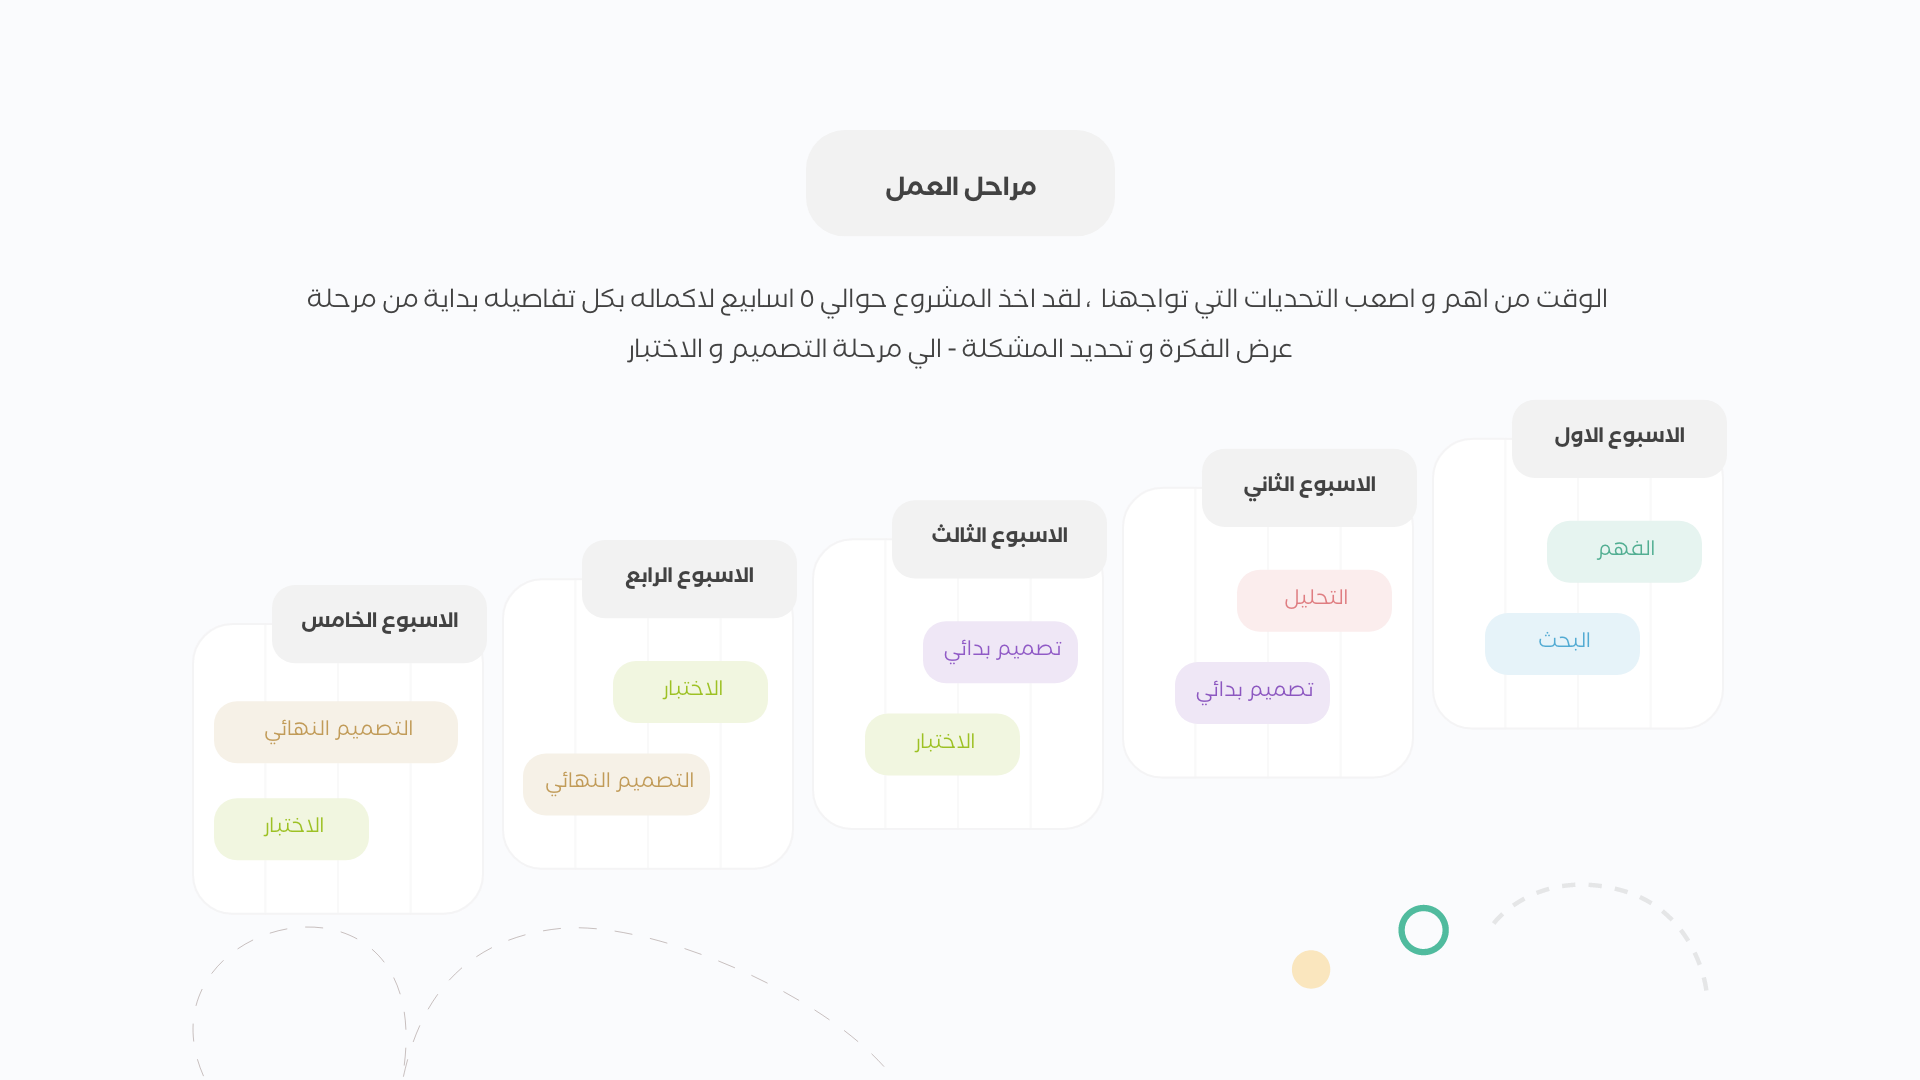 مراحل العمل
الوقت من اهم و اصعب التحديات التي تواجهنا ، لقد اخذ المشروع حوالي ٥ اسابيع لاكماله بكل تفاصيله بداية من مرحلة
عرض الفكرة و تحديد المشكلة - الي مرحلة التصميم و الاختبار
الاسبوع الاول
الفهم
البحث
الاسبوع الثاني
التحليل
تصميم بدائي
الاسبوع الثالث
تصميم بدائي
الاختبار
الاسبوع الرابع
الاختبار
التصميم النهائي
الاسبوع الخامس
التصميم النهائي
الاختبار